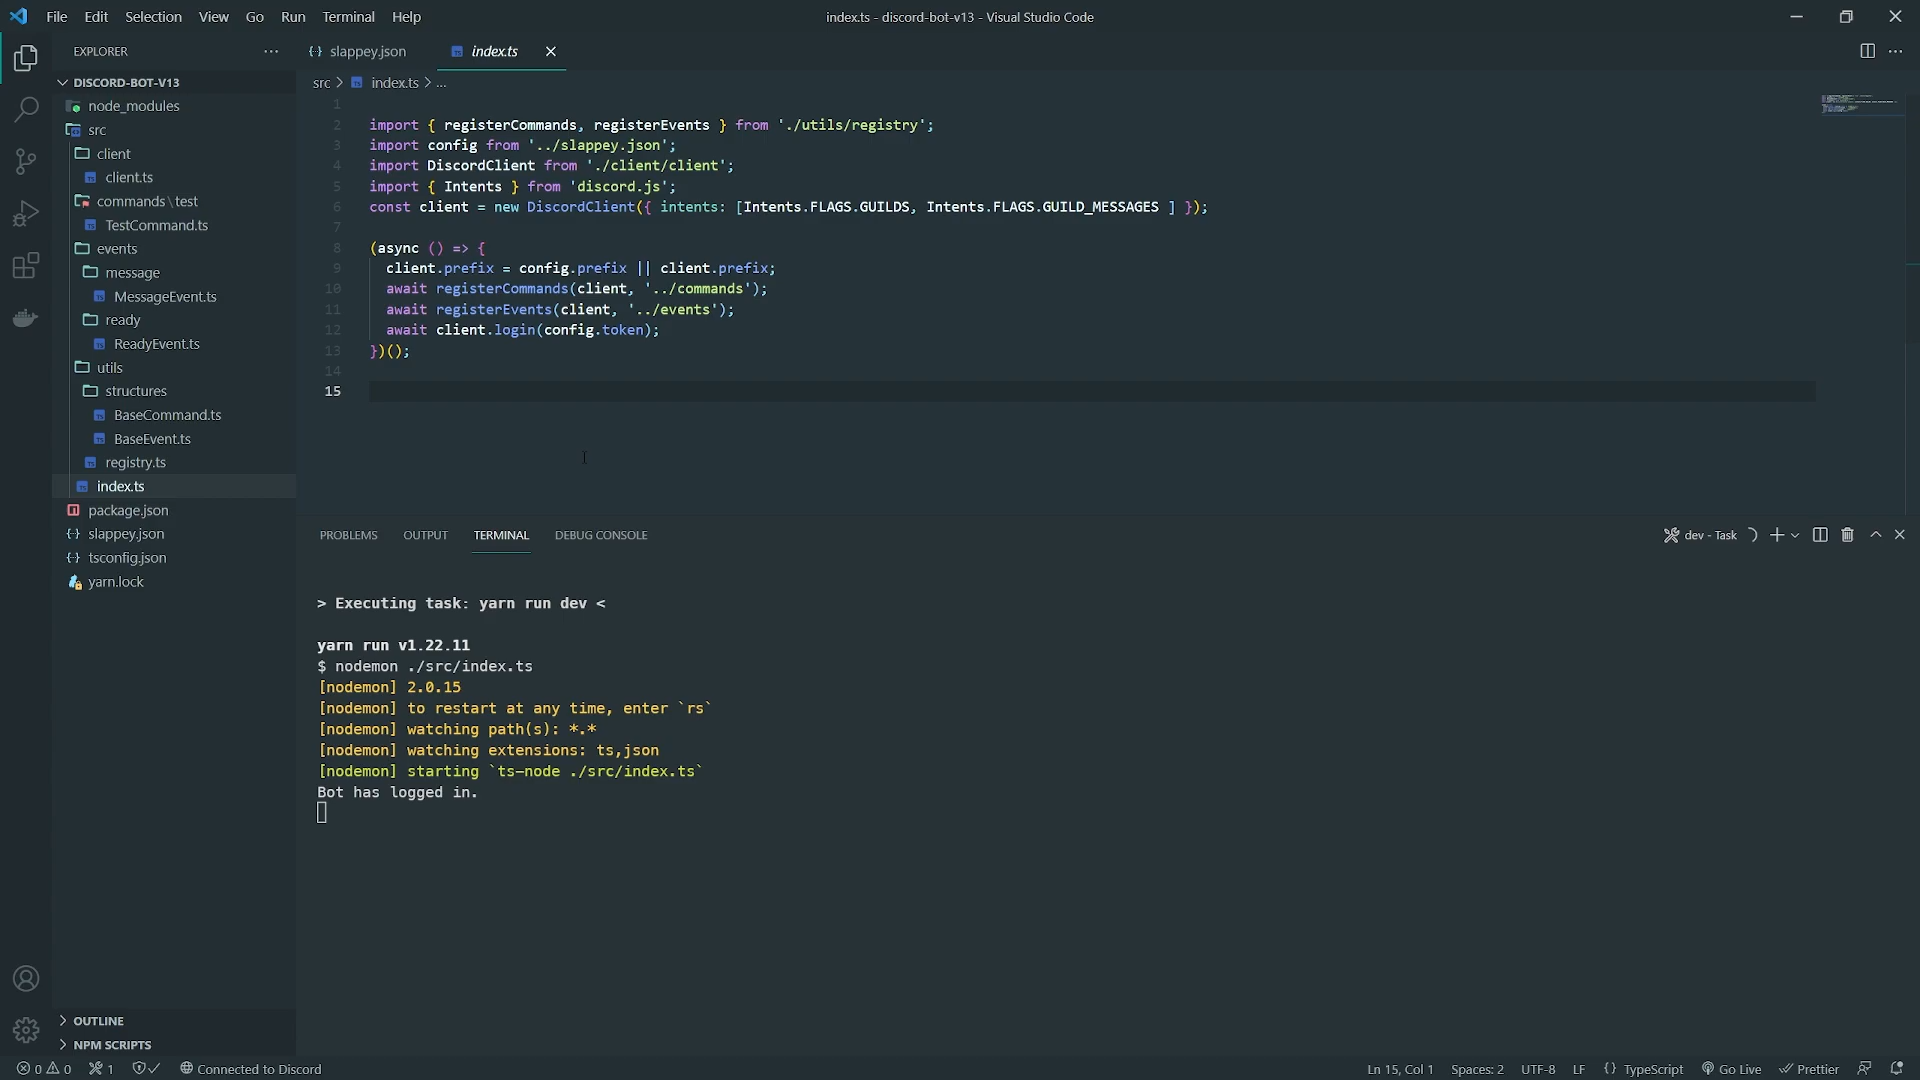 File Edit Selection View Go Run Terminal Help
index.ts - discord-bot-v13 - Visual Studio Code
EXPLORER
slappey.json
index.ts
DISCORD-BOT-V13
node_modules
src
client
client.ts
commands\test
TestCommand.ts
events
message
MessageEvent.ts
ready
ReadyEvent.ts
utils
structures
BaseCommand.ts
BaseEvent.ts
registry.ts
index.ts
package.json
slappey.json
tsconfig.json
yarn.lock
OUTLINE
NPM SCRIPTS
src > index.ts > ...
1
2 import { registerCommands, registerEvents } from './utils/registry';
3 import config from '../slappey.json';
4 import DiscordClient from './client/client';
5 import { Intents } from 'discord.js';
6 const client = new DiscordClient({ intents: [Intents.FLAGS.GUILDS, Intents.FLAGS.GUILD_MESSAGES ] });
7
8 (async () => {
9 client.prefix = config.prefix || client.prefix;
10 await registerCommands(client, '../commands');
11 await registerEvents(client, '../events');
12 await client.login(config.token);
13 })();
14
15
PROBLEMS OUTPUT TERMINAL DEBUG CONSOLE
dev - Task
> Executing task: yarn run dev <
yarn run v1.22.11
$ nodemon ./src/index.ts
[nodemon] 2.0.15
[nodemon] to restart at any time, enter `rs`
[nodemon] watching path(s): *.*
[nodemon] watching extensions: ts,json
[nodemon] starting `ts-node ./src/index.ts`
Bot has logged in.
0 0 1 Connected to Discord
Ln 15, Col 1 Spaces: 2 UTF-8 LF {} TypeScript Go Live Prettier